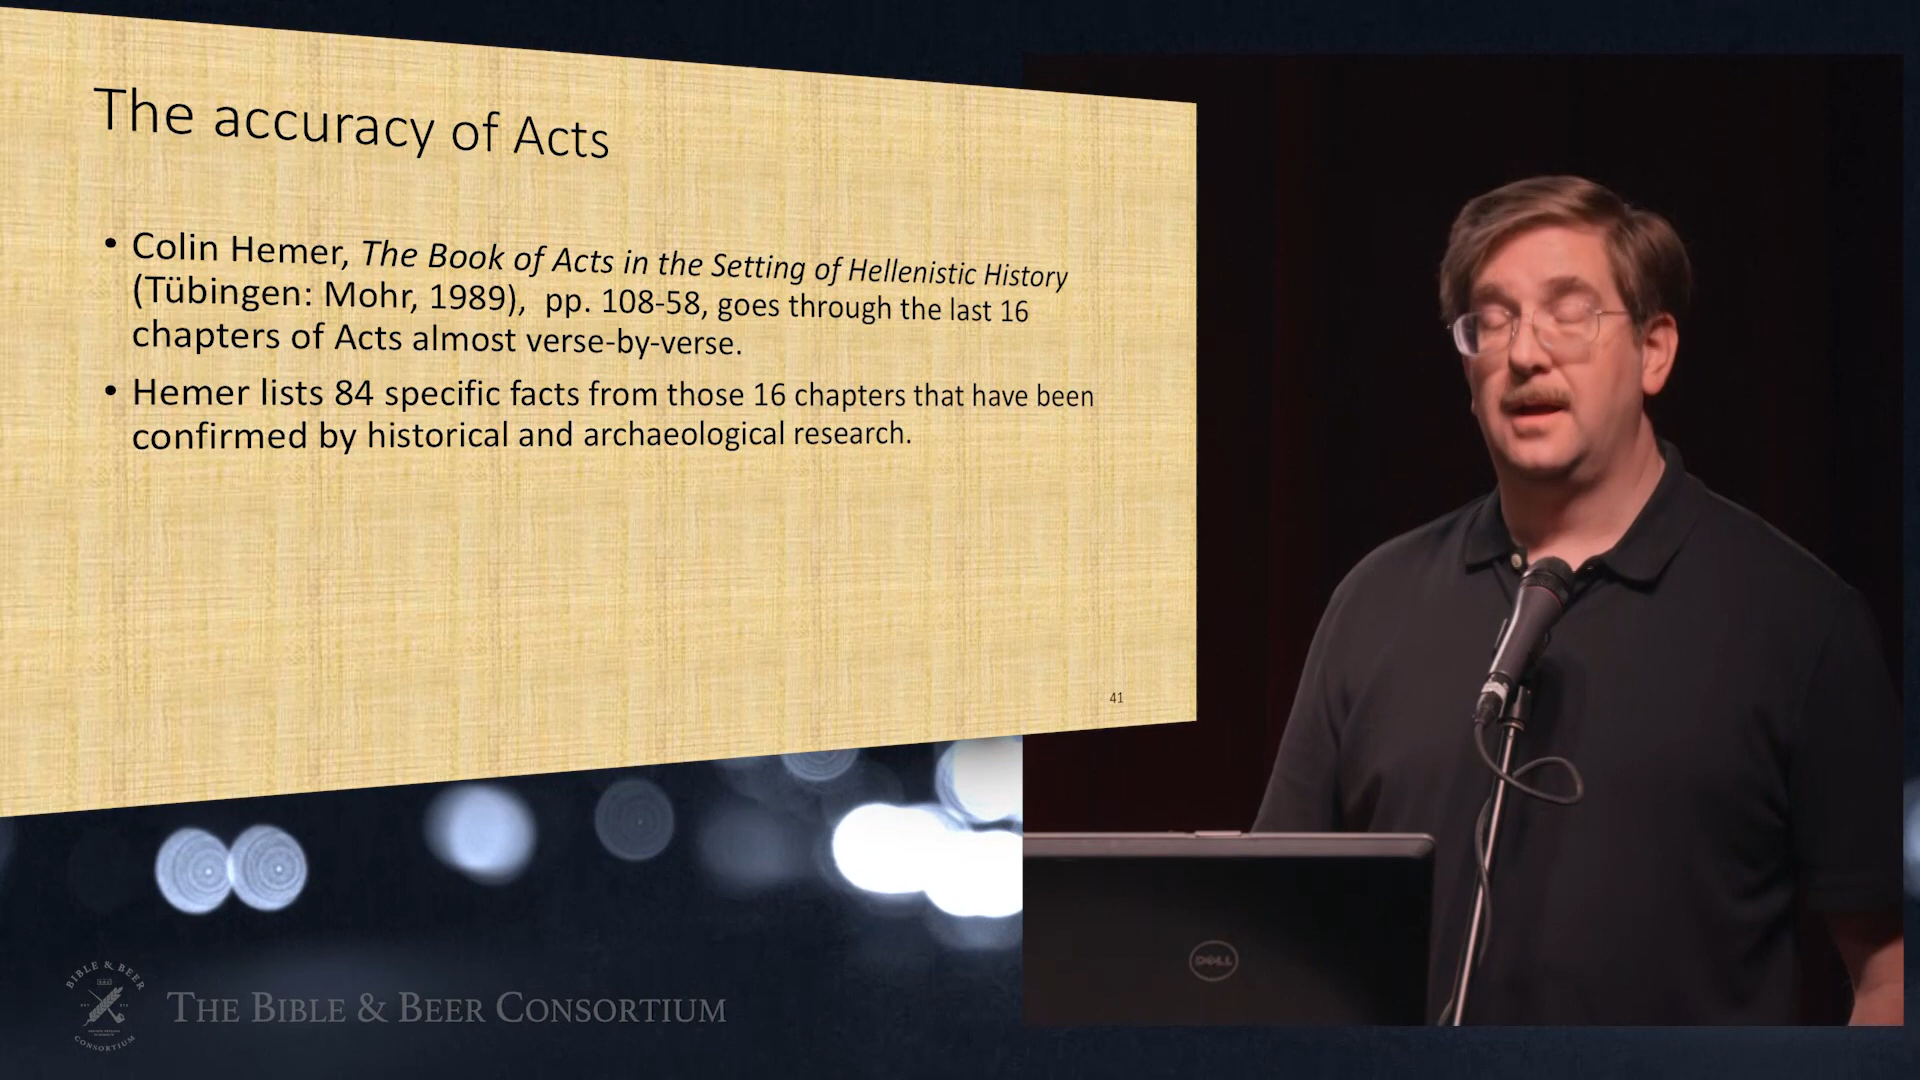 The accuracy of Acts
• Colin Hemer, The Book of Acts in the Setting of Hellenistic History
(Tübingen: Mohr, 1989), pp. 108-58, goes through the last 16
chapters of Acts almost verse-by-verse.
• Hemer lists 84 specific facts from those 16 chapters that have been
confirmed by historical and archaeological research.
41
DELL
BIBLE & BEER
CONSORTIUM
THE BIBLE & BEER CONSORTIUM